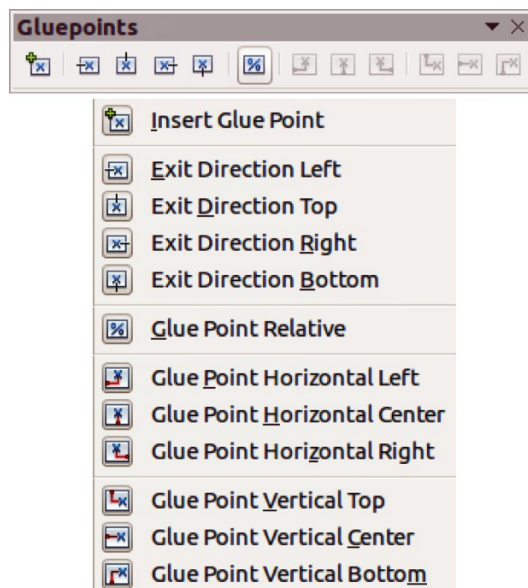 Gluepoints
Insert Glue Point
Exit Direction Left
Exit Direction Top
Exit Direction Right
Exit Direction Bottom
Glue Point Relative
Glue Point Horizontal Left
Glue Point Horizontal Center
Glue Point Horizontal Right
Glue Point Vertical Top
Glue Point Vertical Center
Glue Point Vertical Bottom